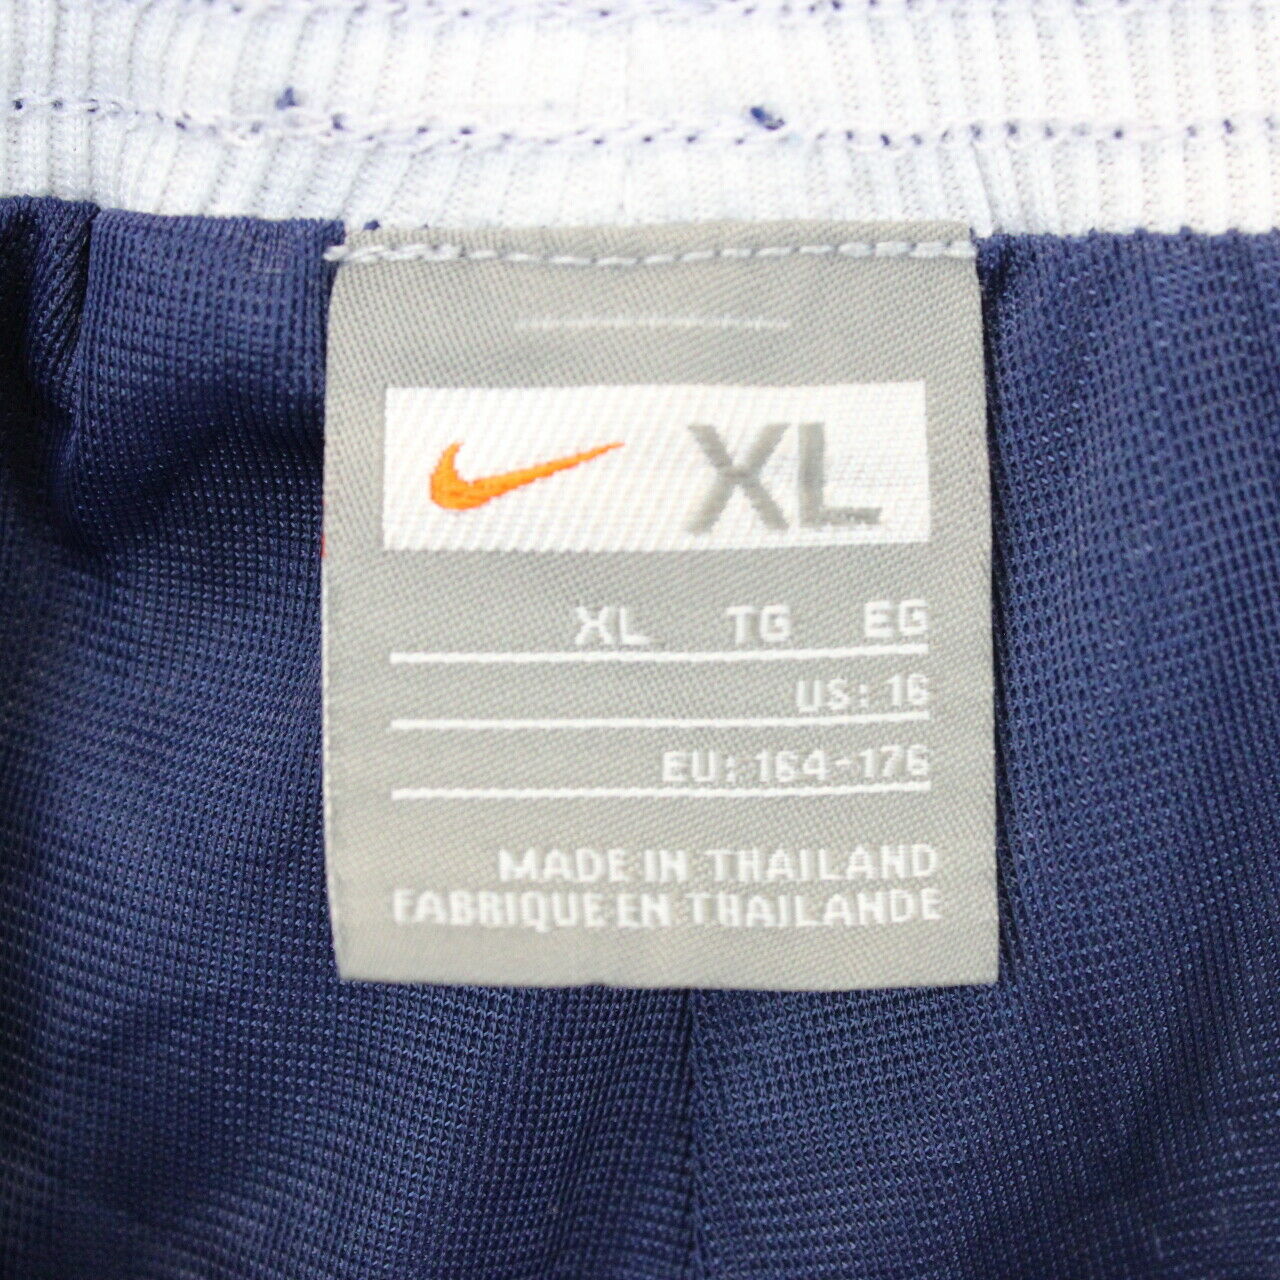 XL
XL TG EG
US: 16
EU: 164-176
MADE IN THAILAND
FABRIQUE EN THAILANDE